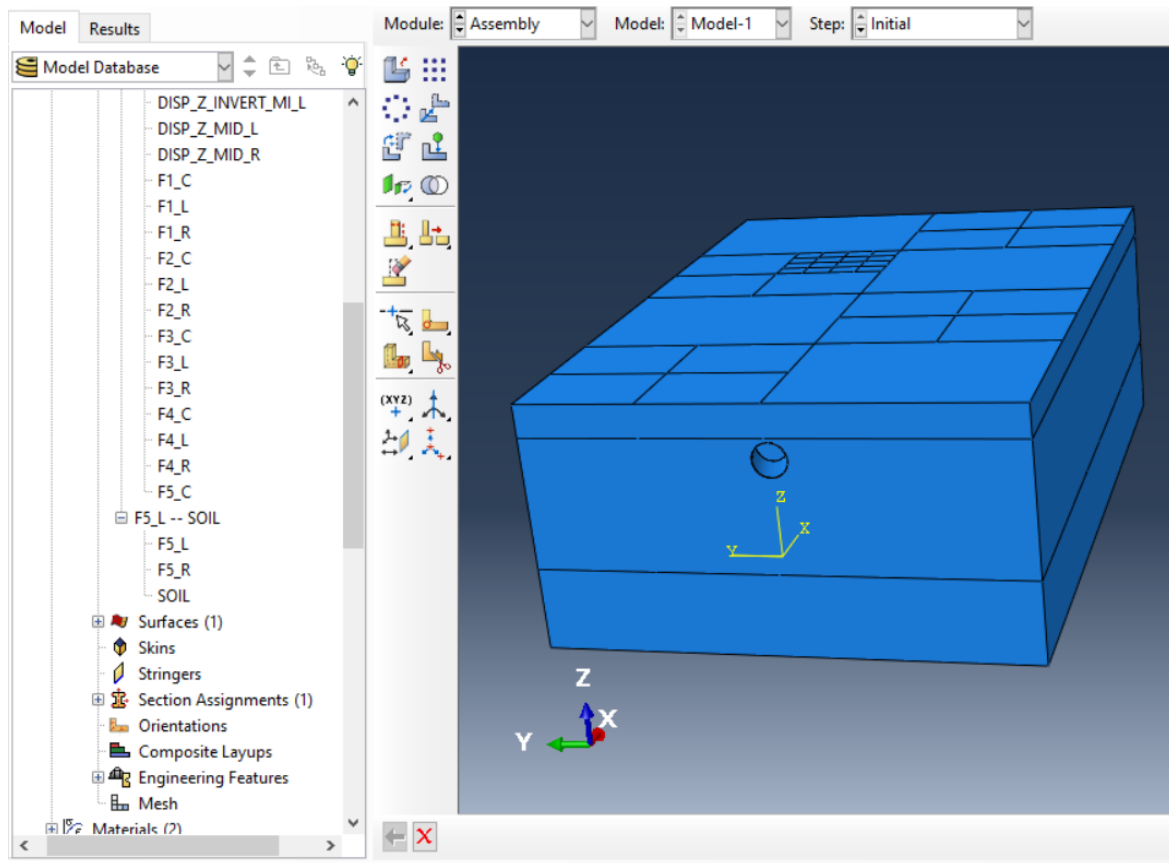 Model Results
Module: Assembly Model: Model-1 Step: Initial
Model Database
DISP_Z_INVERT_MI_L
DISP_Z_MID_L
DISP_Z_MID_R
F1_C
F1_L
F1_R
F2_C
F2_L
F2_R
F3_C
F3_L
F3_R
F4_C
F4_L
F4_R
F5_C
F5_L -- SOIL
F5_L
F5_R
SOIL
Surfaces (1)
Skins
Stringers
Section Assignments (1)
Orientations
Composite Layups
Engineering Features
Mesh
Materials (2)
(XYZ)
Z
X
Y
Z
X
Y